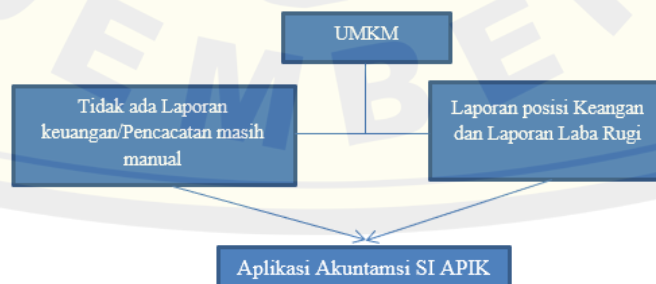 UMKM
Tidak ada Laporan
keuangan/Pencacatan masih
manual
Laporan posisi Keangan
dan Laporan Laba Rugi
Aplikasi Akuntamsi SI APIK